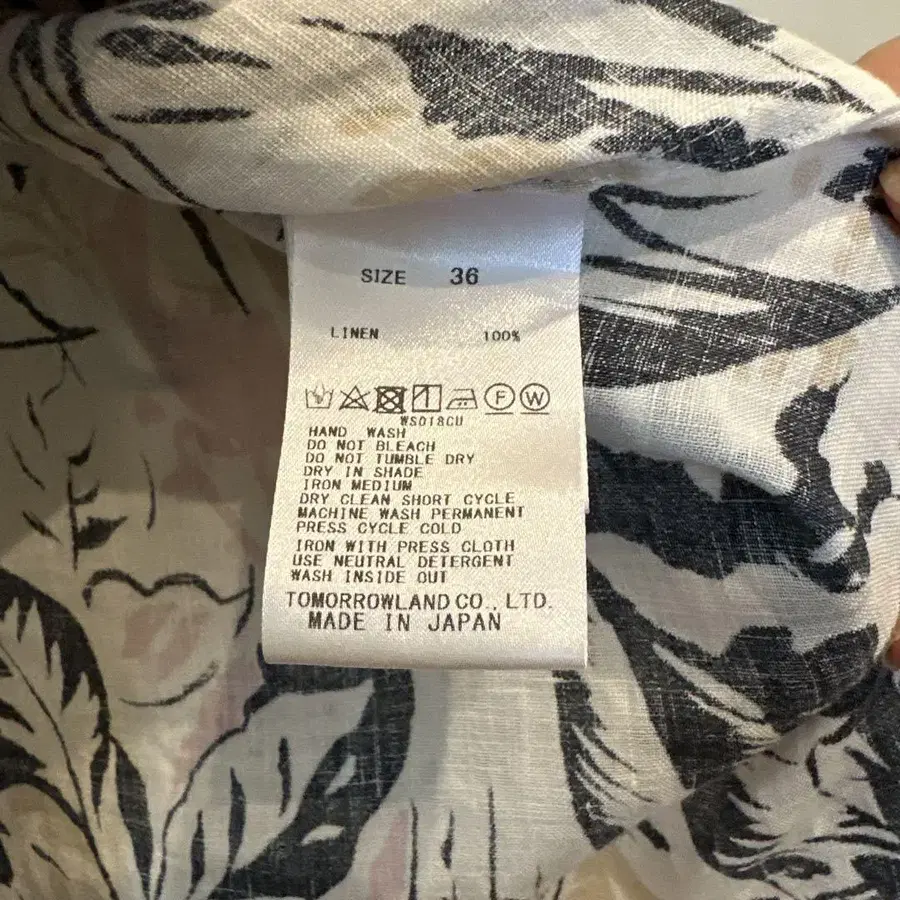 SIZE 36
LINEN 100%
F W
WS018CU
HAND WASH
DO NOT BLEACH
DO NOT TUMBLE DRY
DRY IN SHADE
IRON MEDIUM
DRY CLEAN SHORT CYCLE
MACHINE WASH PERMANENT
PRESS CYCLE COLD
IRON WITH PRESS CLOTH
USE NEUTRAL DETERGENT
WASH INSIDE OUT
TOMORROWLAND CO., LTD.
MADE IN JAPAN